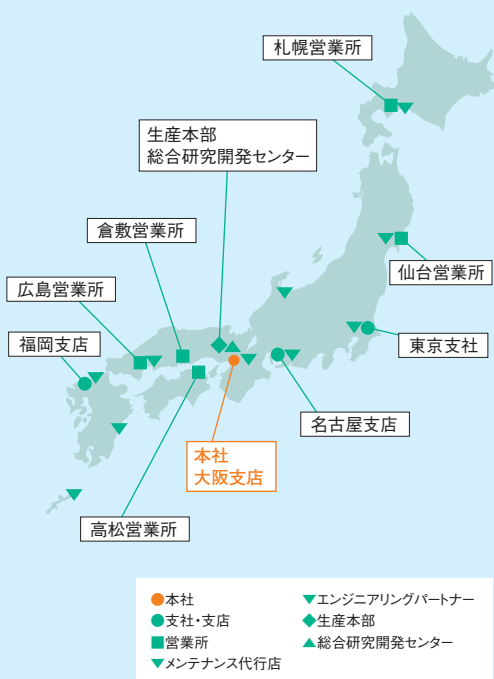 札幌営業所
生産本部
総合研究開発センター
倉敷営業所
仙台営業所
広島営業所
福岡支店
東京支社
名古屋支店
本社
大阪支店
高松営業所
本社
エンジニアリングパートナー
支社・支店
生産本部
営業所
総合研究開発センター
メンテナンス代行店